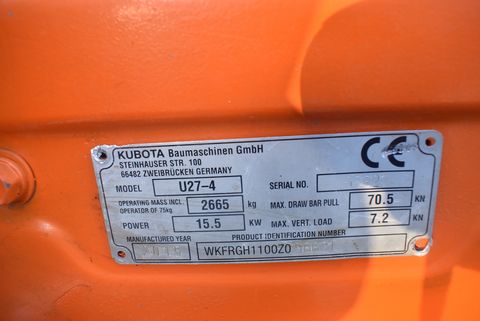 KUBOTA Baumaschinen GmbH
STEINHAUSER STR. 100
66482 ZWEIBRÜCKEN GERMANY
CE
MODEL U27-4 SERIAL NO.
OPERATING MASS INCL. OPERATOR OF 75kg 2665 kg MAX. DRAW BAR PULL 70.5 KN
POWER 15.5 KW MAX. VERT. LOAD 7.2 KN
MANUFACTURED YEAR PRODUCT IDENTIFICATION NUMBER
WKFRGH1100Z0